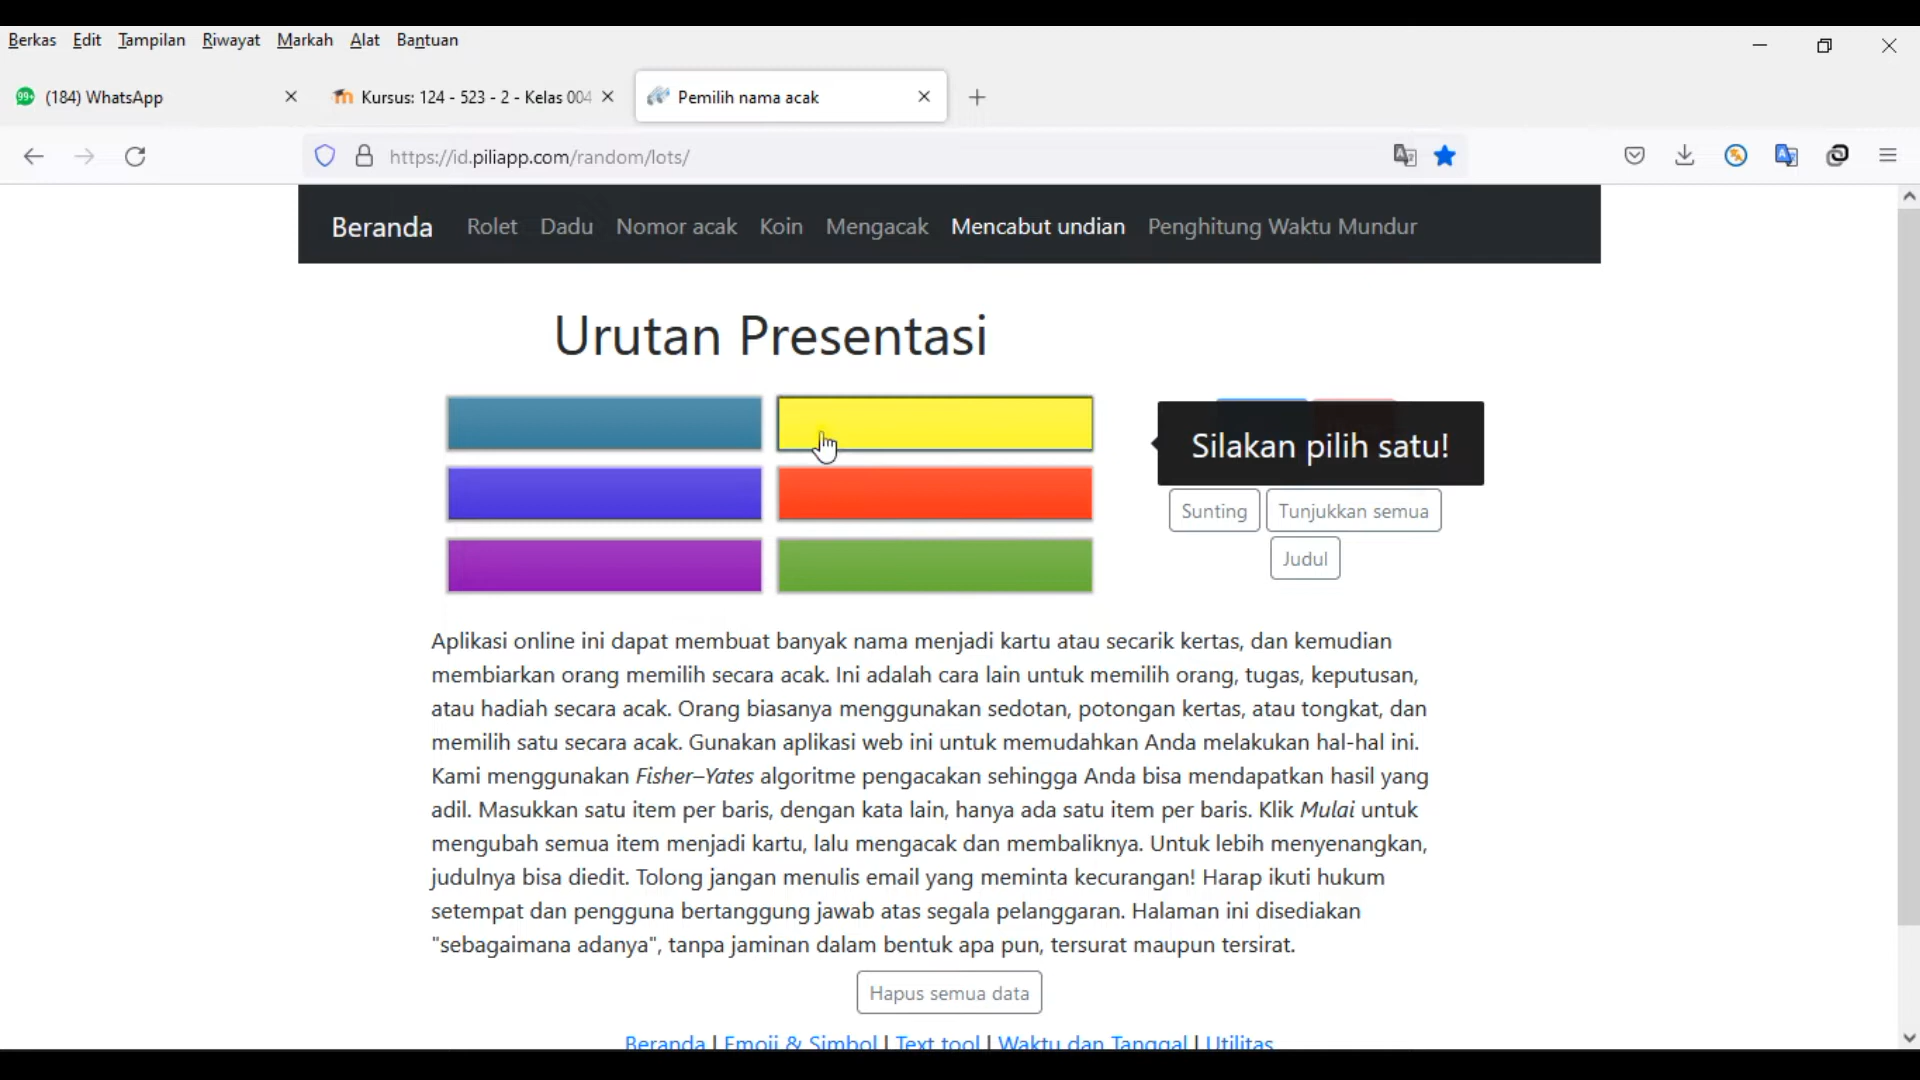 Berkas Edit Tampilan Riwayat Markah Alat Bantuan
99+ (184) WhatsApp
Kursus: 124 - 523 - 2 - Kelas 004
Pemilih nama acak
https://id.piliapp.com/random/lots/
Beranda Rolet Dadu Nomor acak Koin Mengacak Mencabut undian Penghitung Waktu Mundur
Urutan Presentasi
Silakan pilih satu!
Sunting Tunjukkan semua
Judul
Aplikasi online ini dapat membuat banyak nama menjadi kartu atau secarik kertas, dan kemudian
membiarkan orang memilih secara acak. Ini adalah cara lain untuk memilih orang, tugas, keputusan,
atau hadiah secara acak. Orang biasanya menggunakan sedotan, potongan kertas, atau tongkat, dan
memilih satu secara acak. Gunakan aplikasi web ini untuk memudahkan Anda melakukan hal-hal ini.
Kami menggunakan Fisher–Yates algoritme pengacakan sehingga Anda bisa mendapatkan hasil yang
adil. Masukkan satu item per baris, dengan kata lain, hanya ada satu item per baris. Klik Mulai untuk
mengubah semua item menjadi kartu, lalu mengacak dan membaliknya. Untuk lebih menyenangkan,
judulnya bisa diedit. Tolong jangan menulis email yang meminta kecurangan! Harap ikuti hukum
setempat dan pengguna bertanggung jawab atas segala pelanggaran. Halaman ini disediakan
"sebagaimana adanya", tanpa jaminan dalam bentuk apa pun, tersurat maupun tersirat.
Hapus semua data
Beranda | Emoji & Simbol | Text tool | Waktu dan Tanggal | Utilitas